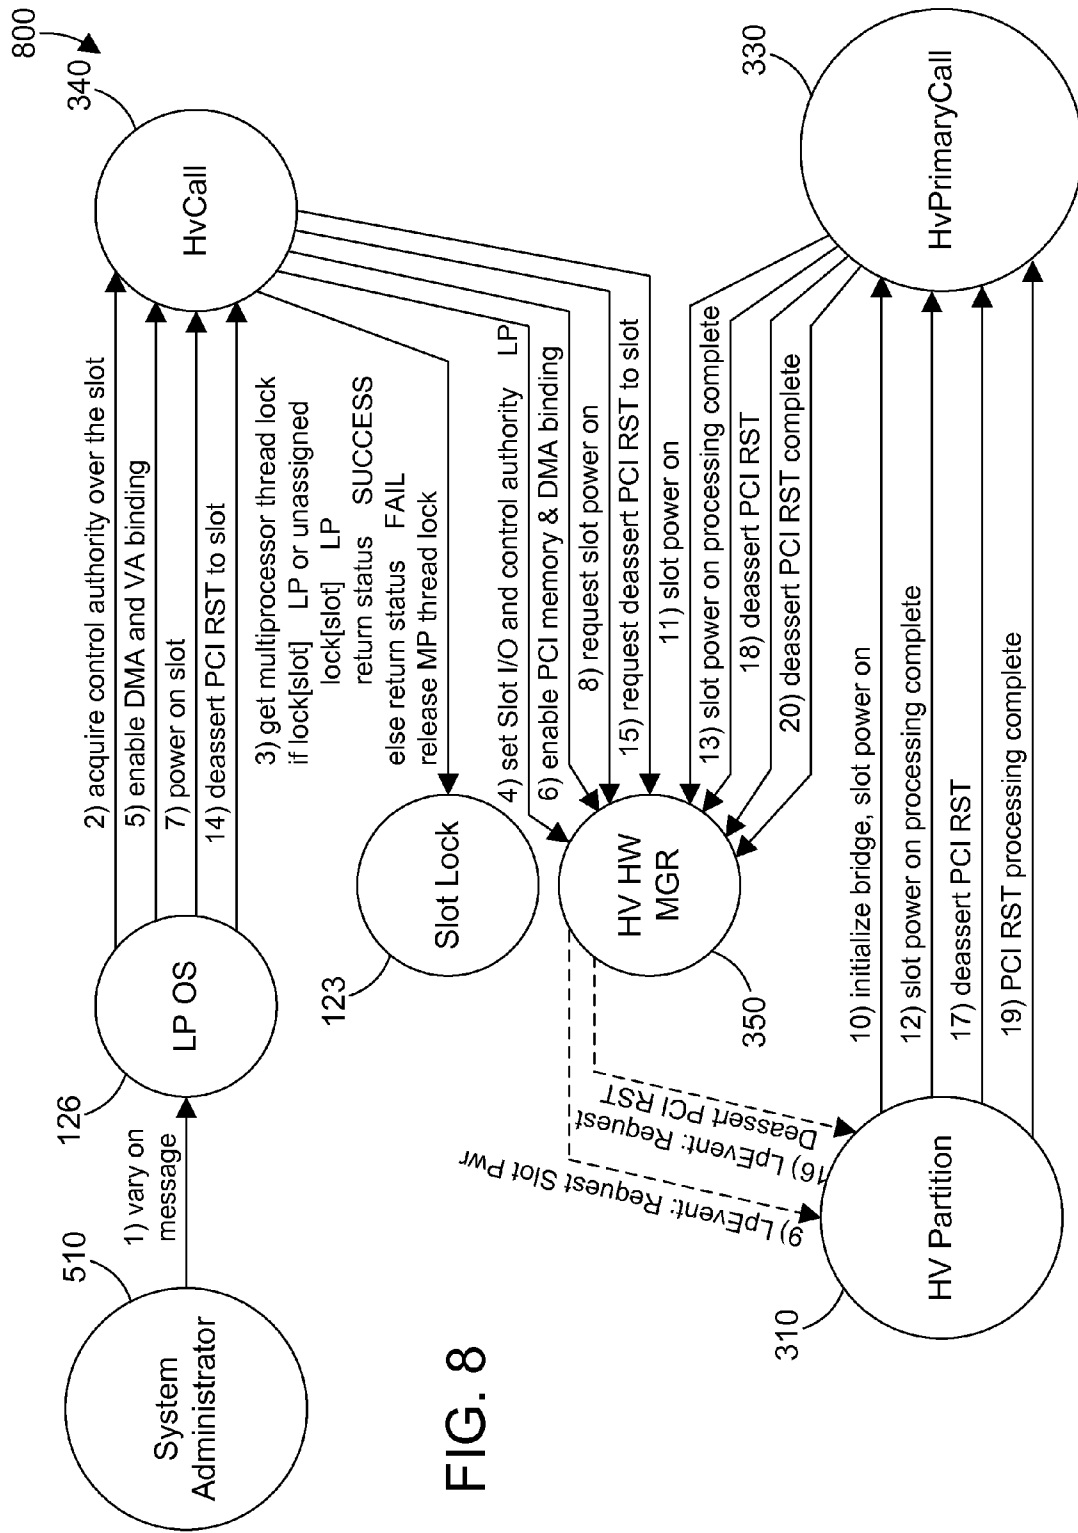 800
340
HvCall
330
HvPrimaryCall
2) acquire control authority over the slot
5) enable DMA and VA binding
7) power on slot
14) deassert PCI RST to slot
3) get multiprocessor thread lock
if lock[slot] LP or unassigned
lock[slot] LP
return status SUCCESS
else return status FAIL
release MP thread lock
4) set Slot I/O and control authority LP
6) enable PCI memory & DMA binding
8) request slot power on
15) request deassert PCI RST to slot
11) slot power on
13) slot power on processing complete
18) deassert PCI RST
20) deassert PCI RST complete
LP OS
126
Slot Lock
123
HV HW
MGR
350
10) initialize bridge, slot power on
12) slot power on processing complete
17) deassert PCI RST
19) PCI RST processing complete
1) vary on
message
16) LpEvent: Request
Deassert PCI RST
9) LpEvent: Request Slot Pwr
510
System
Administrator
310
HV Partition
FIG. 8